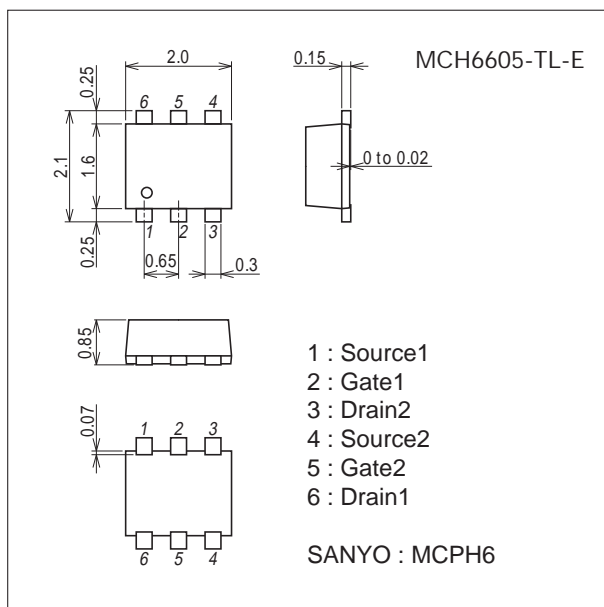 MCH6605-TL-E
2.0
0.15
0.25
6 5 4
2.1
1.6
0 to 0.02
0.25
1 2 3
0.65
0.3
0.85
1 : Source1
2 : Gate1
3 : Drain2
4 : Source2
5 : Gate2
6 : Drain1
0.07
1 2 3
6 5 4
SANYO : MCPH6